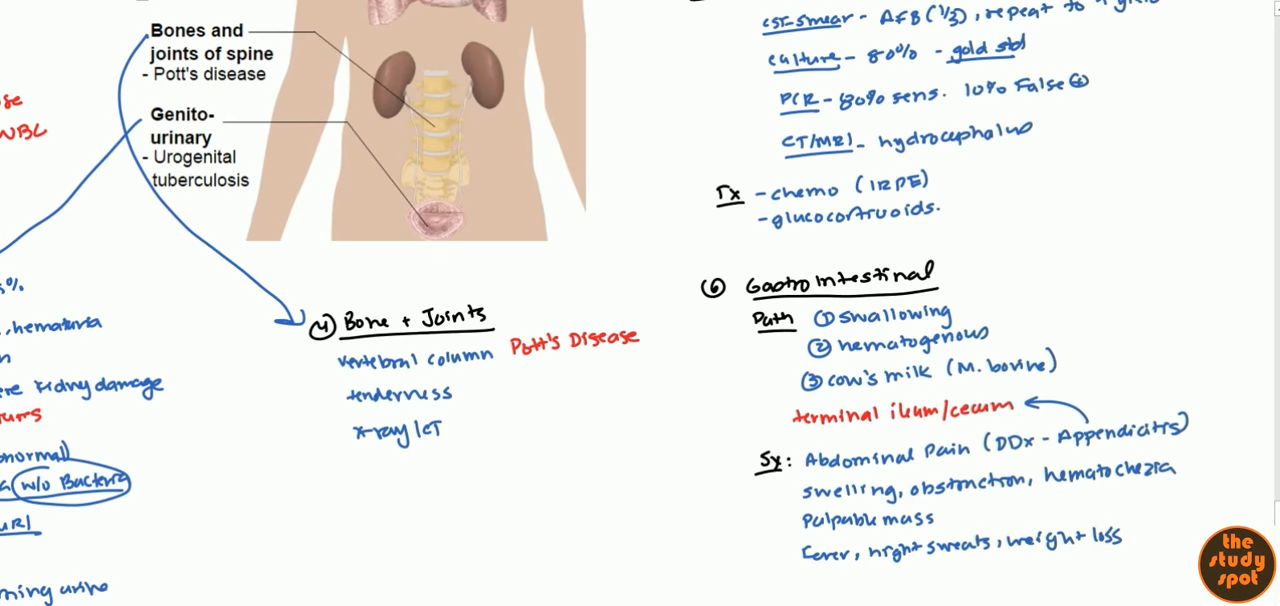 Bones and
joints of spine
- Pott's disease
Genito-
urinary
- Urogenital
tuberculosis
WBC
5%
, hematuria
kidney damage
w/o Bacteria
urine
④ Bone + Joints
vertebral column Pott's Disease
tenderness
x-ray/CT
CSF-smear - AFB (1/3), repeat to
culture - 80% - gold std
PCR - 80% sens. 10% False ⊕
CT/MRI - hydrocephalus
Tx - chemo (IRPE)
- glucocorticoids.
⑥ Gastrointestinal
Path ① swallowing
② hematogenous
③ cow's milk (M. bovine)
terminal ileum/cecum
Sx: Abdominal Pain (DDx - Appendicitis)
swelling, obstruction, hematochezia
Palpable mass
Fever, night sweats, weight loss
the
study
spot